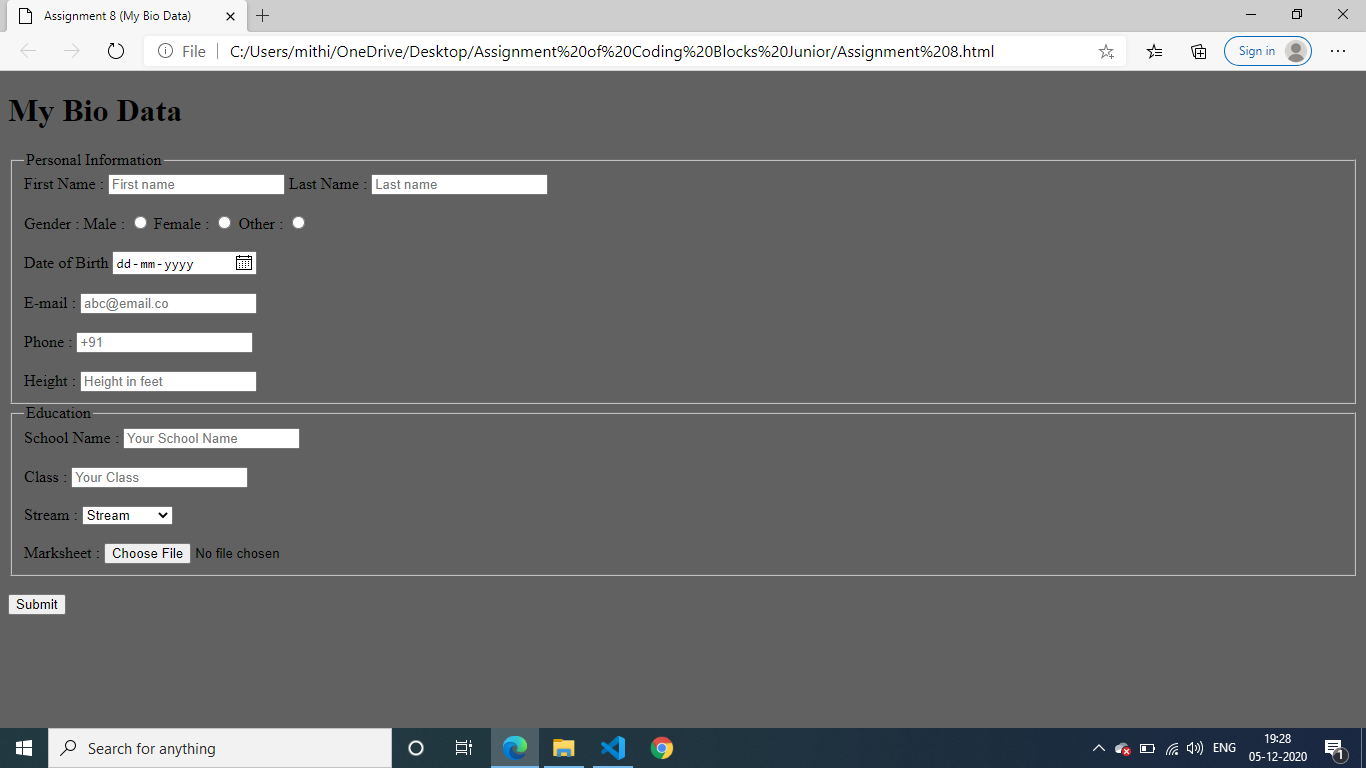 Assignment 8 (My Bio Data)
File C:/Users/mithi/OneDrive/Desktop/Assignment%20of%20Coding%20Blocks%20Junior/Assignment%208.html Sign in
My Bio Data
Personal Information
First Name : First name Last Name : Last name
Gender : Male : Female : Other :
Date of Birth dd-mm-yyyy
E-mail : abc@email.co
Phone : +91
Height : Height in feet
Education
School Name : Your School Name
Class : Your Class
Stream : Stream
Marksheet : Choose File No file chosen
Submit
Search for anything
ENG
19:28
05-12-2020
1